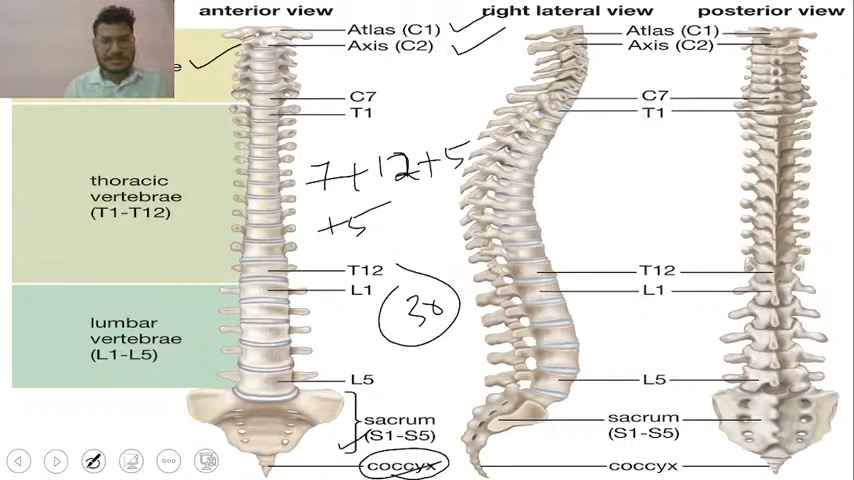 anterior view
right lateral view
posterior view
Atlas (C1)
Axis (C2)
e
C7
T1
thoracic
vertebrae
(T1-T12)
T12
L1
lumbar
vertebrae
(L1-L5)
L5
sacrum
(S1-S5)
coccyx
7+12+5
+5
Atlas (C1)
Axis (C2)
C7
T1
T12
L1
L5
sacrum
(S1-S5)
coccyx